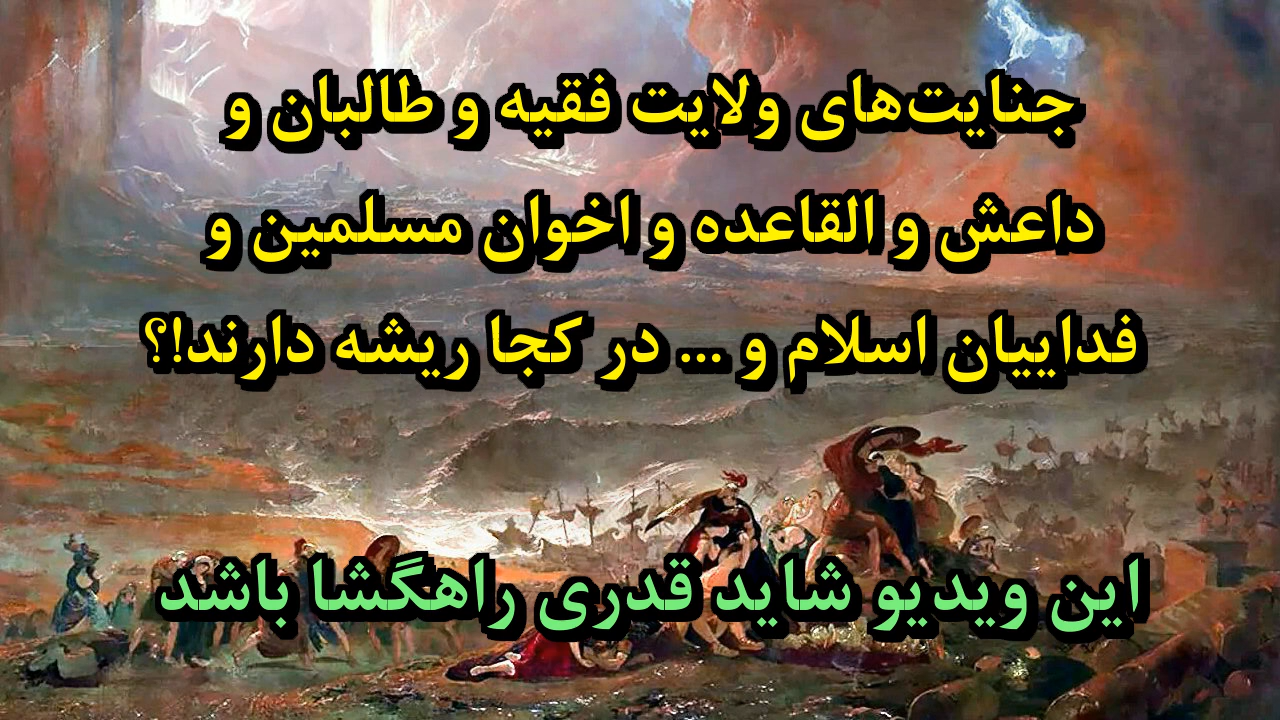 جنایت‌های ولایت فقیه و طالبان و
داعش و القاعده و اخوان مسلمین و
فداییان اسلام و ... در کجا ریشه دارند!؟
این ویدیو شاید قدری راهگشا باشد